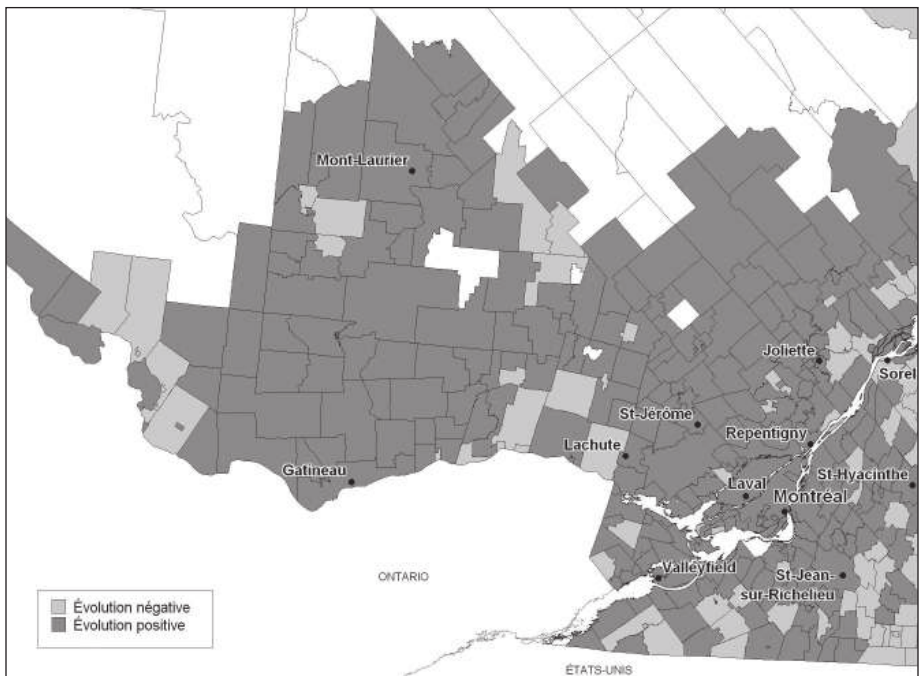 Mont-Laurier
Joliette
Sorel
St-Jérôme
Repentigny
Lachute
St-Hyacinthe
Gatineau
Laval
Montréal
ONTARIO
Valleyfield
St-Jean-
sur-Richelieu
Évolution négative
Évolution positive
ÉTATS-UNIS